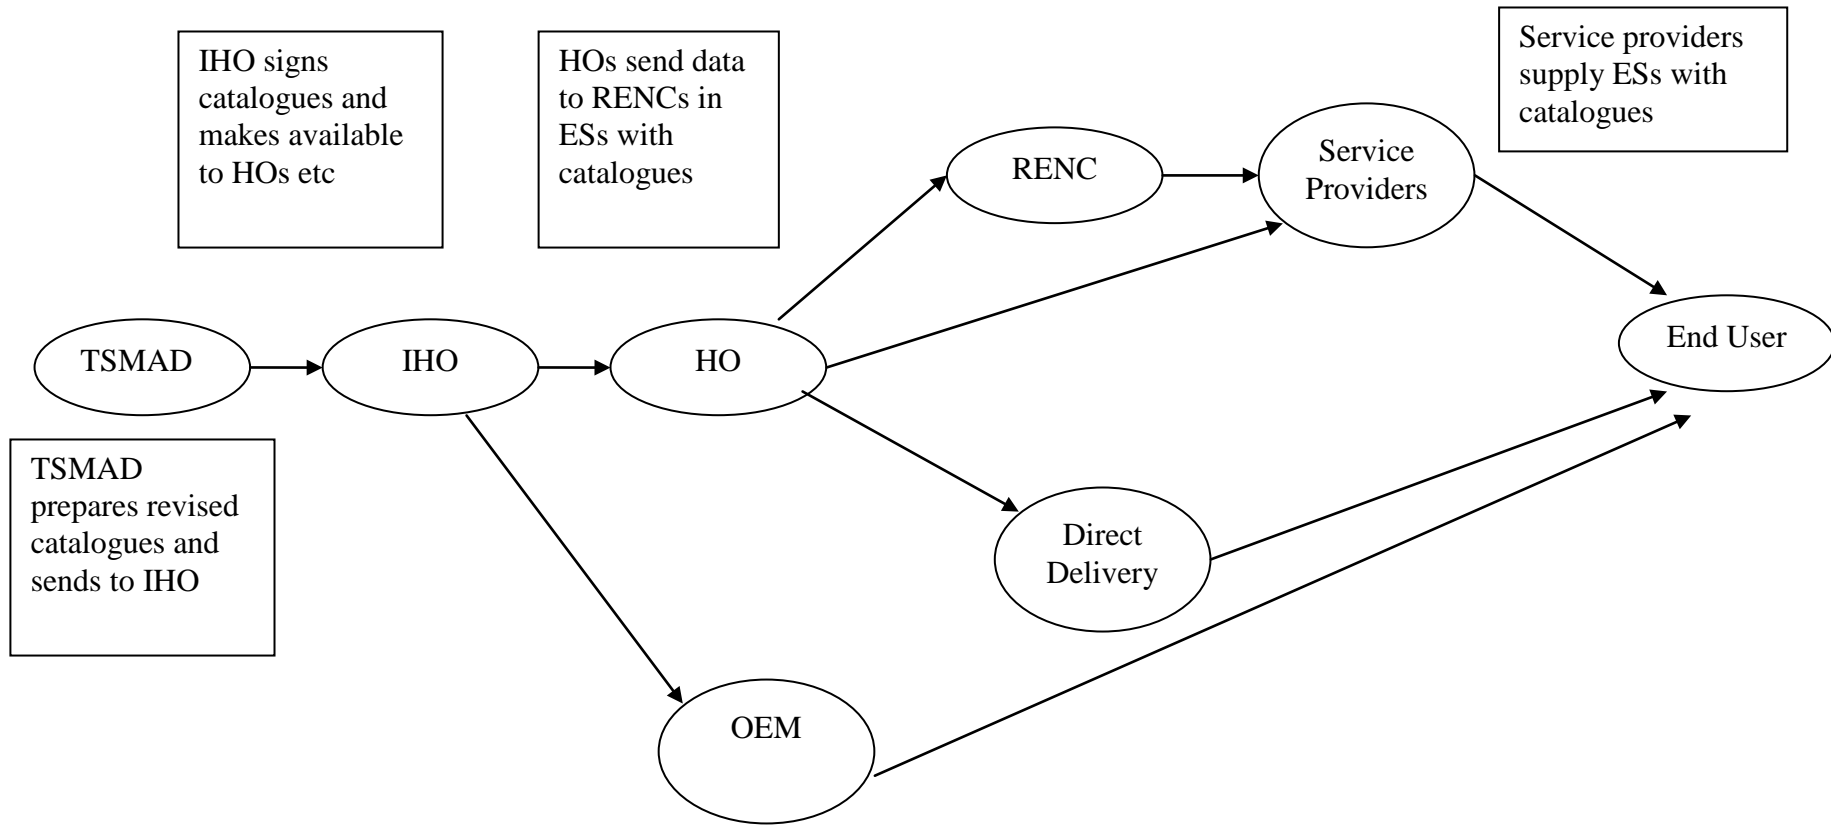 IHO signs
catalogues and
makes available
to HOs etc
HOs send data
to RENCs in
ESs with
catalogues
Service providers
supply ESs with
catalogues
RENC
Service
Providers
TSMAD
IHO
HO
End User
TSMAD
prepares revised
catalogues and
sends to IHO
Direct
Delivery
OEM